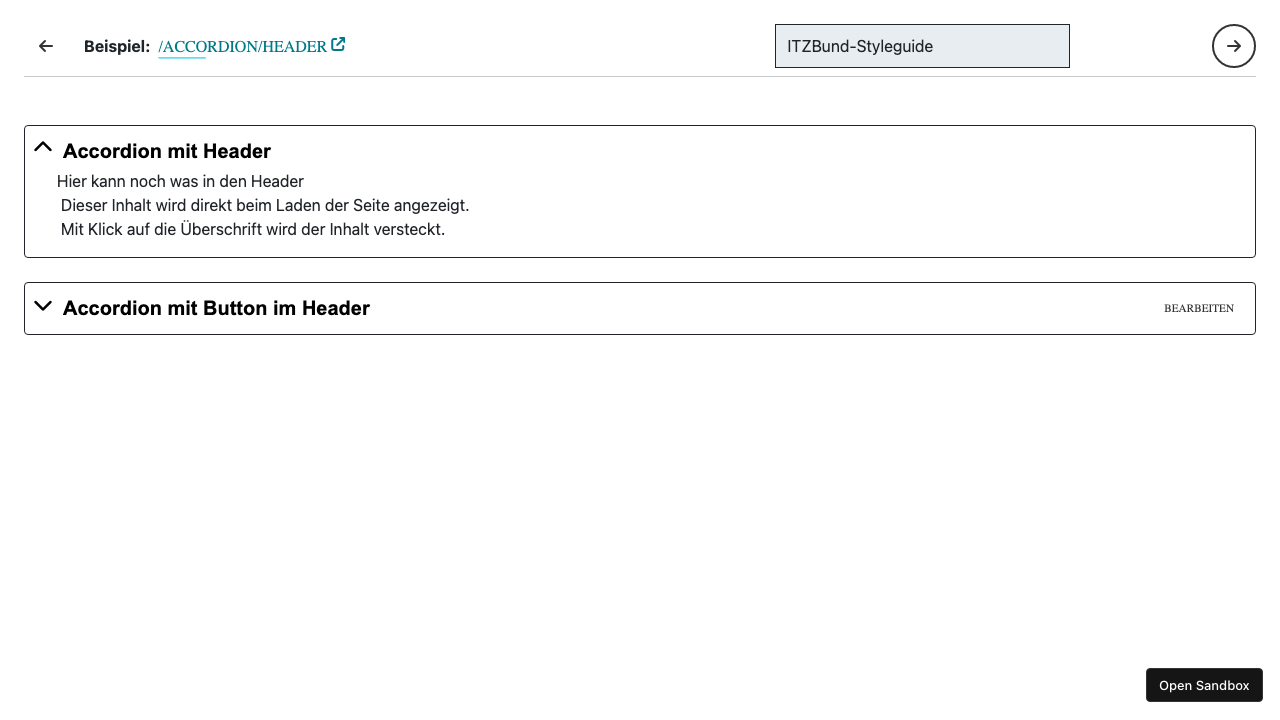 Beispiel: /ACCORDION/HEADER
ITZBund-Styleguide
Accordion mit Header
Hier kann noch was in den Header
Dieser Inhalt wird direkt beim Laden der Seite angezeigt.
Mit Klick auf die Überschrift wird der Inhalt versteckt.
Accordion mit Button im Header
BEARBEITEN
Open Sandbox